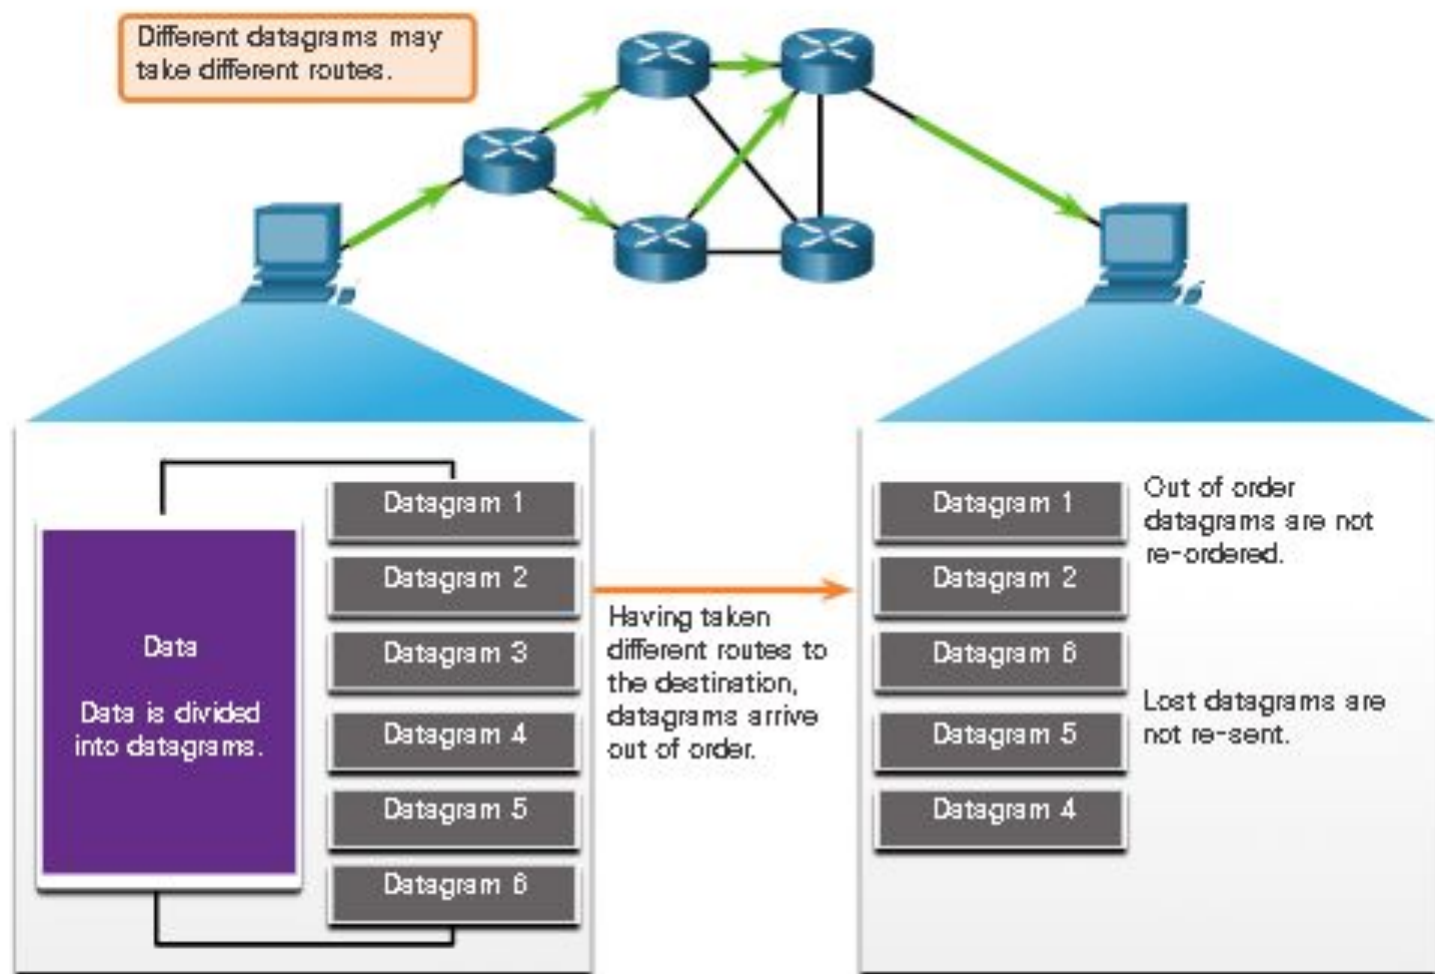 Different datagrams may
take different routes.
Data
Data is divided
into datagrams.
Datagram 1
Datagram 2
Datagram 3
Datagram 4
Datagram 5
Datagram 6
Having taken
different routes to
the destination,
datagrams arrive
out of order.
Datagram 1
Datagram 2
Datagram 6
Datagram 5
Datagram 4
Out of order
datagrams are not
re-ordered.
Lost datagrams are
not re-sent.